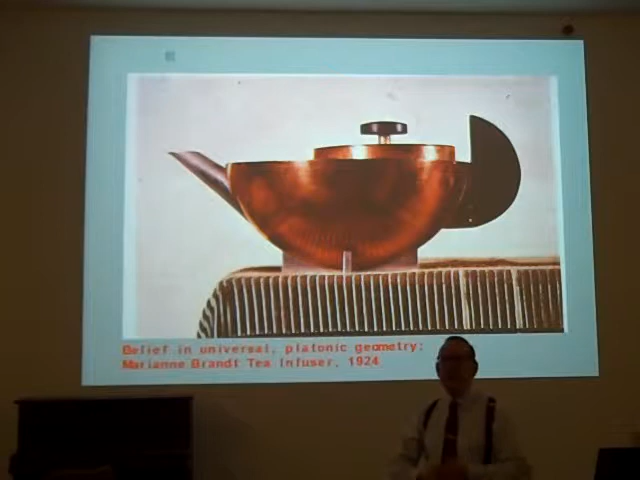 Belief in universal, platonic geometry:
Marianne Brandt Tea Infuser, 1924